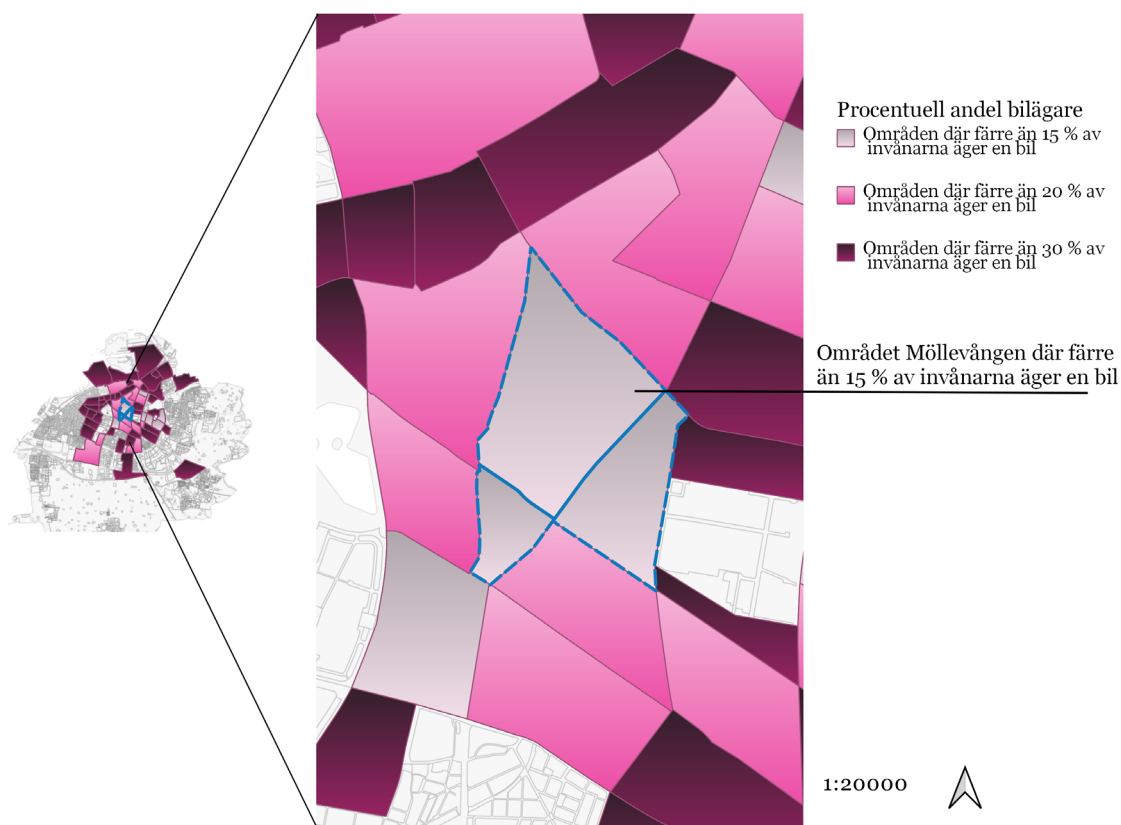 Procentuell andel bilägare
Områden där färre än 15 % av
invånarna äger en bil
Områden där färre än 20 % av
invånarna äger en bil
Områden där färre än 30 % av
invånarna äger en bil
Området Möllevången där färre
än 15 % av invånarna äger en bil
1:20000